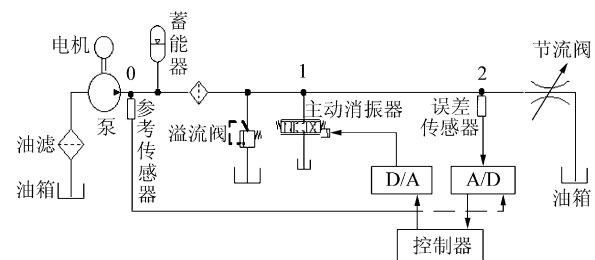 蓄能器
电机
节流阀
0
1
2
泵
参考传感器
主动消振器
误差
传感器
溢流阀
油滤
D/A
A/D
油箱
油箱
控制器